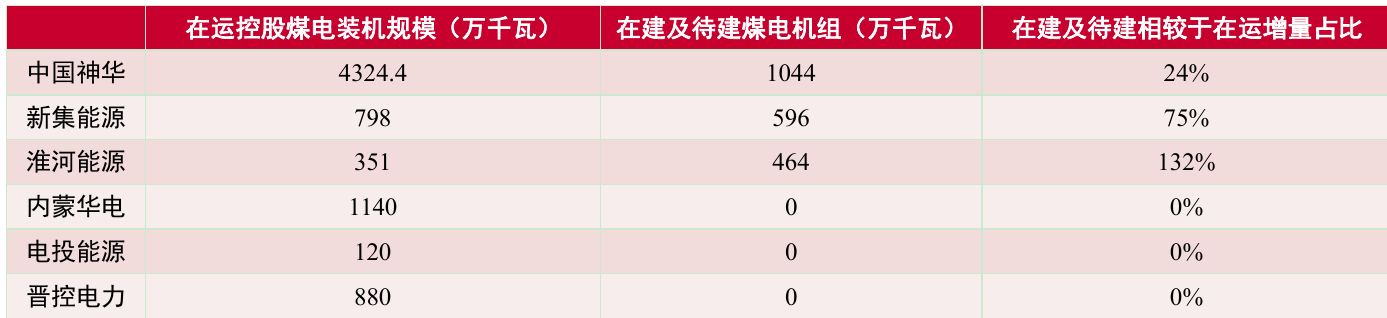 在运控股煤电装机规模（万千瓦） 在建及待建煤电机组（万千瓦） 在建及待建相较于在运增量占比
中国神华 4324.4 1044 24%
新集能源 798 596 75%
淮河能源 351 464 132%
内蒙华电 1140 0 0%
电投能源 120 0 0%
晋控电力 880 0 0%